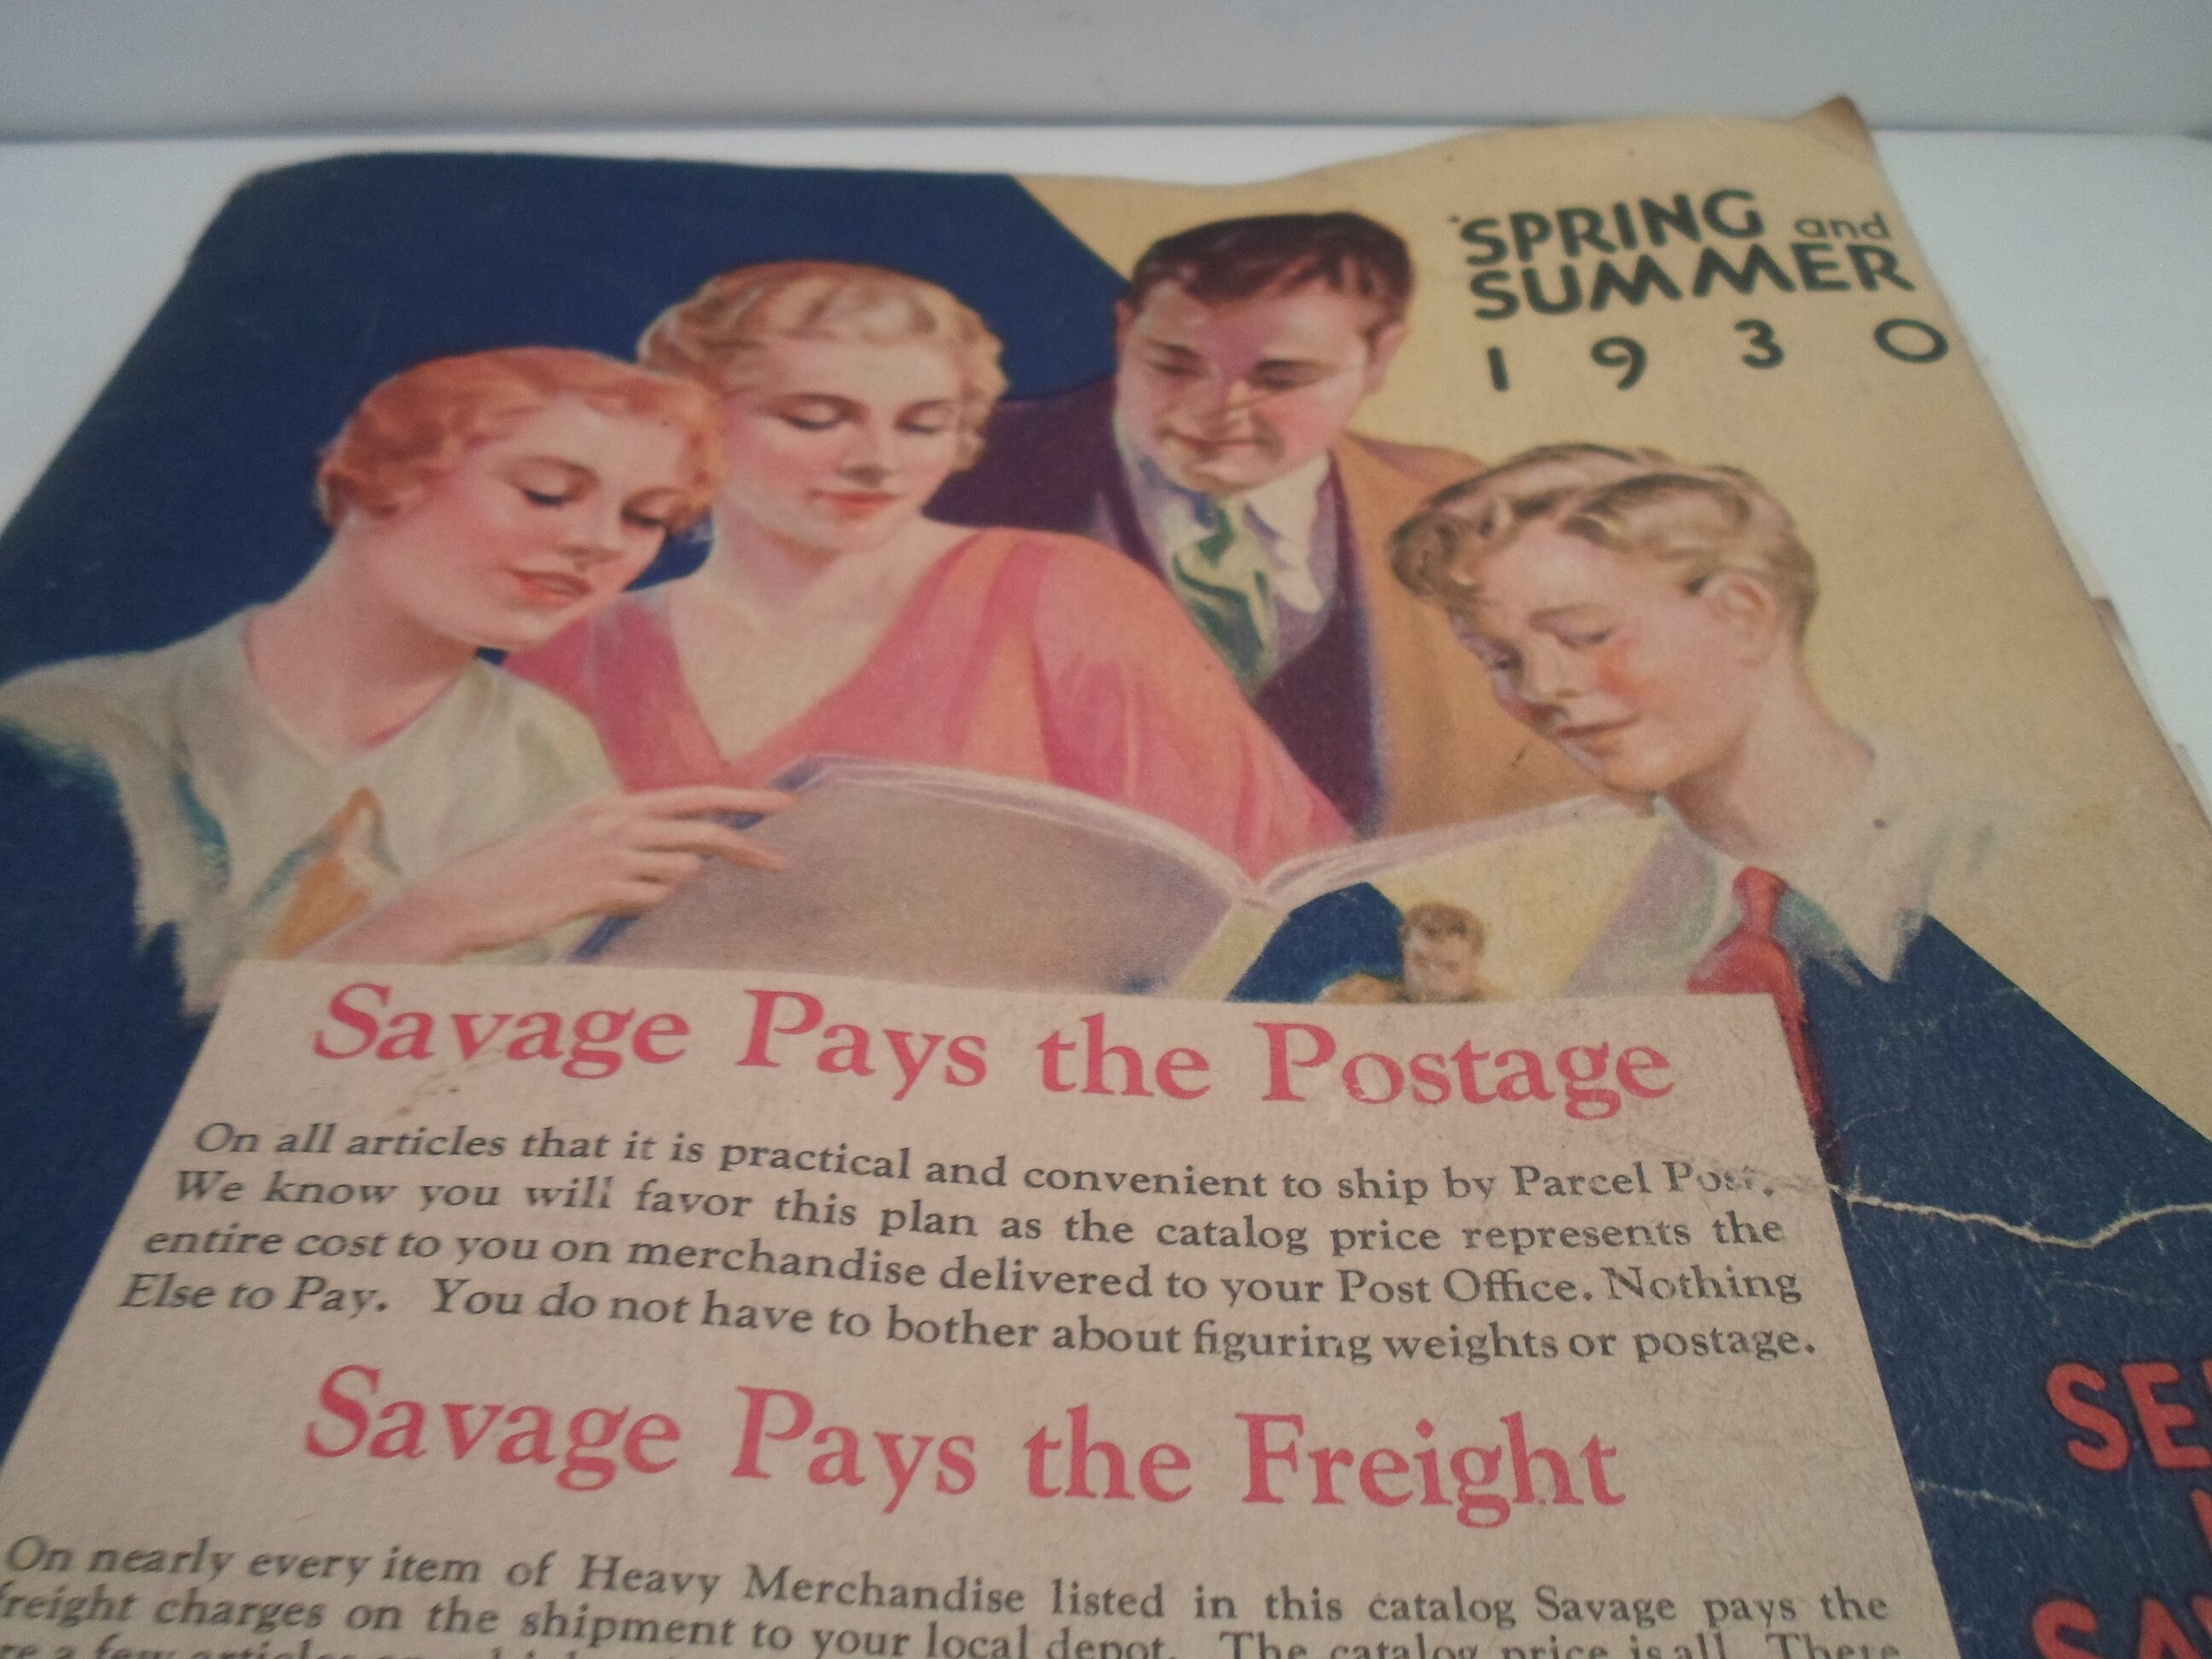 SPRING and
SUMMER
1930
Savage Pays the Postage
On all articles that it is practical and convenient to ship by Parcel Post.
We know you will favor this plan as the catalog price represents the
entire cost to you on merchandise delivered to your Post Office. Nothing
Else to Pay. You do not have to bother about figuring weights or postage.
Savage Pays the Freight
On nearly every item of Heavy Merchandise listed in this catalog Savage pays the
freight charges on the shipment to your local depot. The catalog price is all. There
a few articles